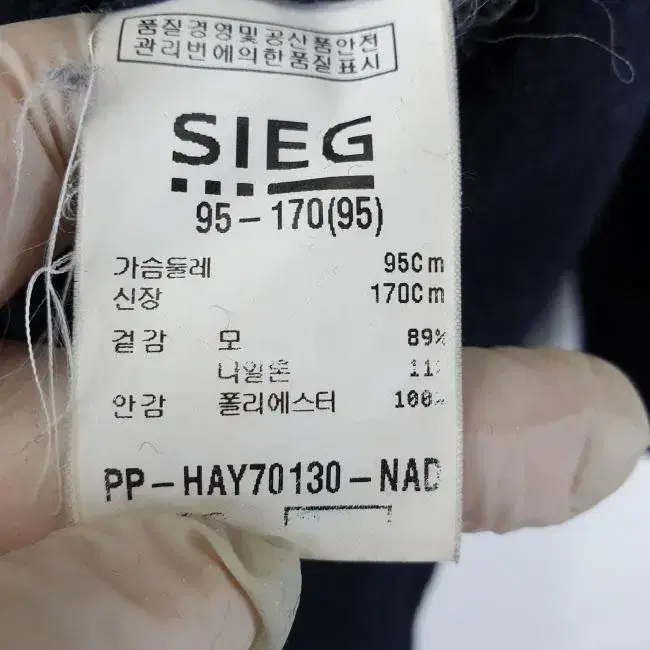 품질경영및공산품안전
관리번에의한품질표시
SIEG
95-170(95)
가슴둘레 95Cm
신장 170Cm
겉감 모 89%
나일론 11%
안감 폴리에스터 100%
PP-HAY70130-NAD